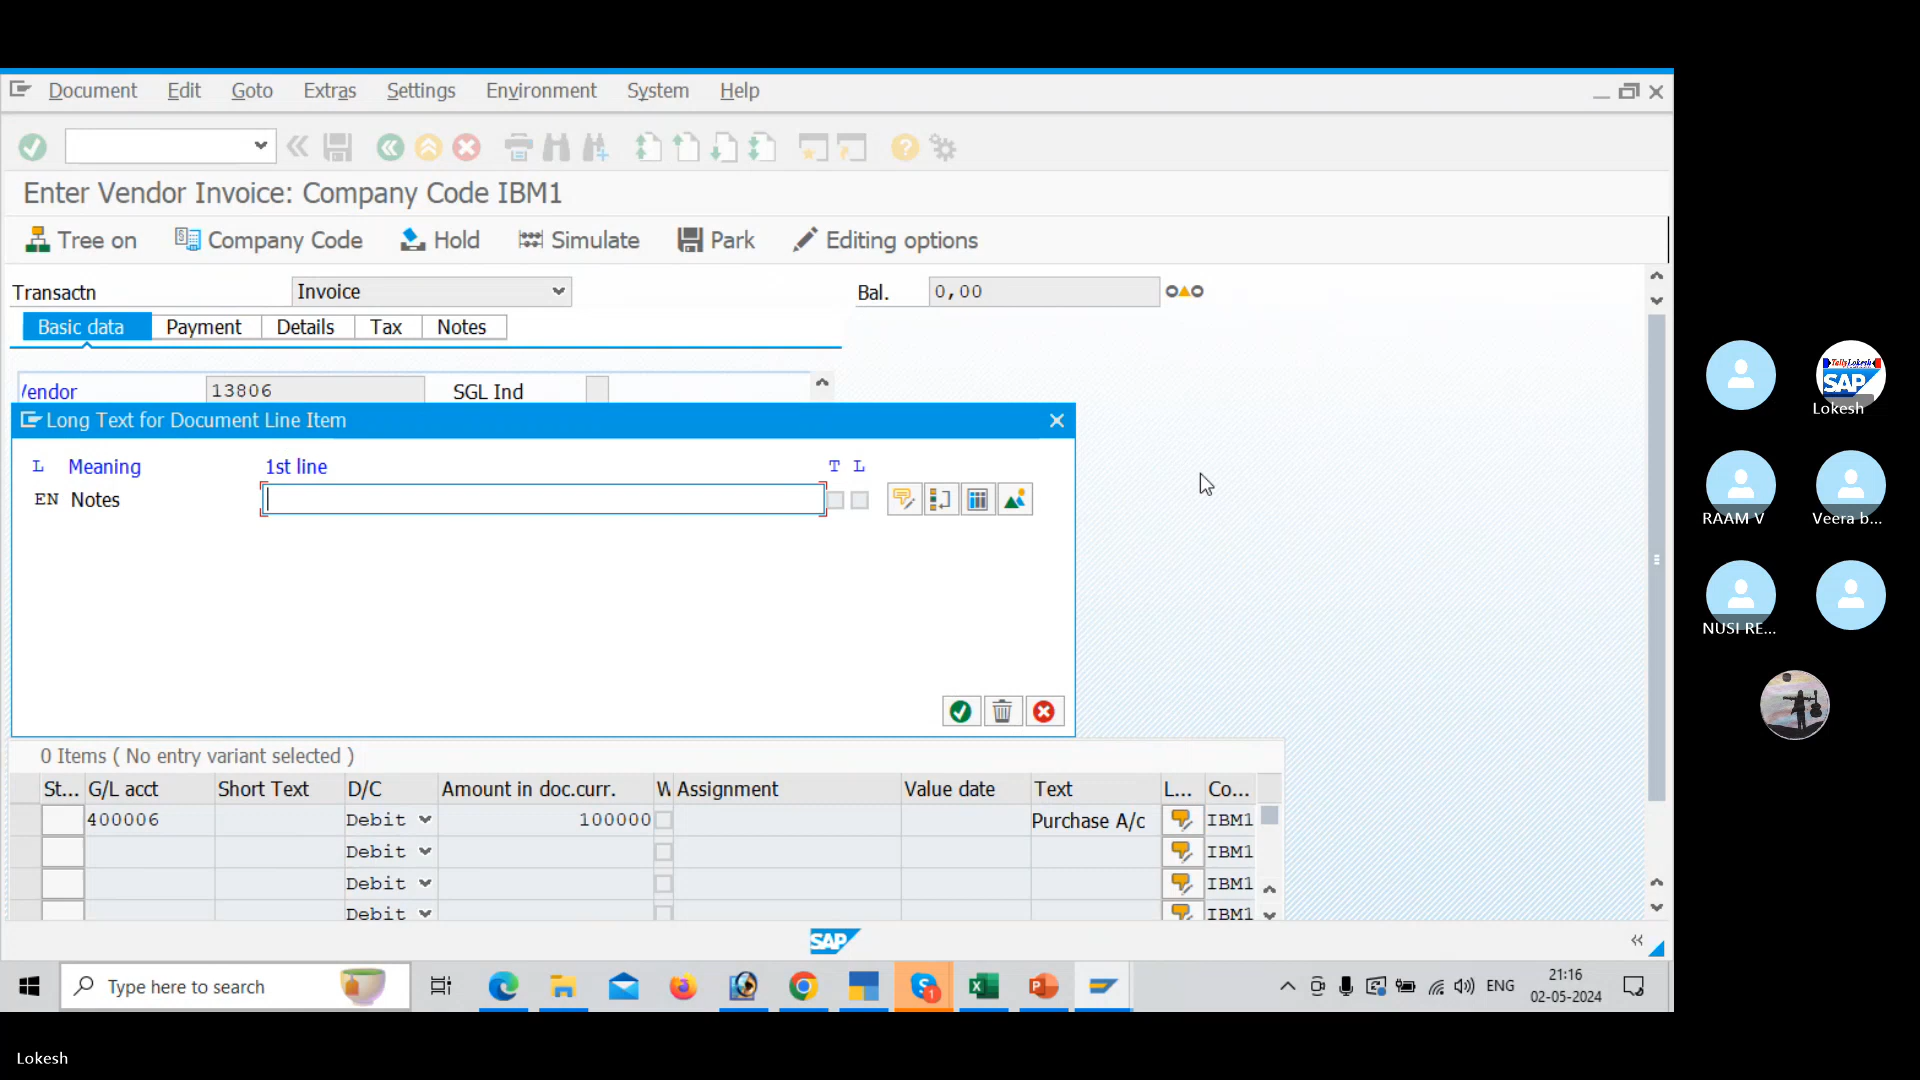 Document Edit Goto Extras Settings Environment System Help
Enter Vendor Invoice: Company Code IBM1
Tree on Company Code Hold Simulate Park Editing options
Transactn Invoice Bal. 0,00
Basic data Payment Details Tax Notes
Vendor 13806 SGL Ind
Long Text for Document Line Item
L Meaning 1st line T L
EN Notes
0 Items ( No entry variant selected )
St... G/L acct Short Text D/C Amount in doc.curr. W Assignment Value date Text L... Co...
400006 Debit 100000 Purchase A/c IBM1
Debit IBM1
Debit IBM1
Debit IBM1
SAP
Type here to search
1
ENG
21:16
02-05-2024
SAP
Lokesh
RAAM V
Veera b...
NUSI RE...
Lokesh